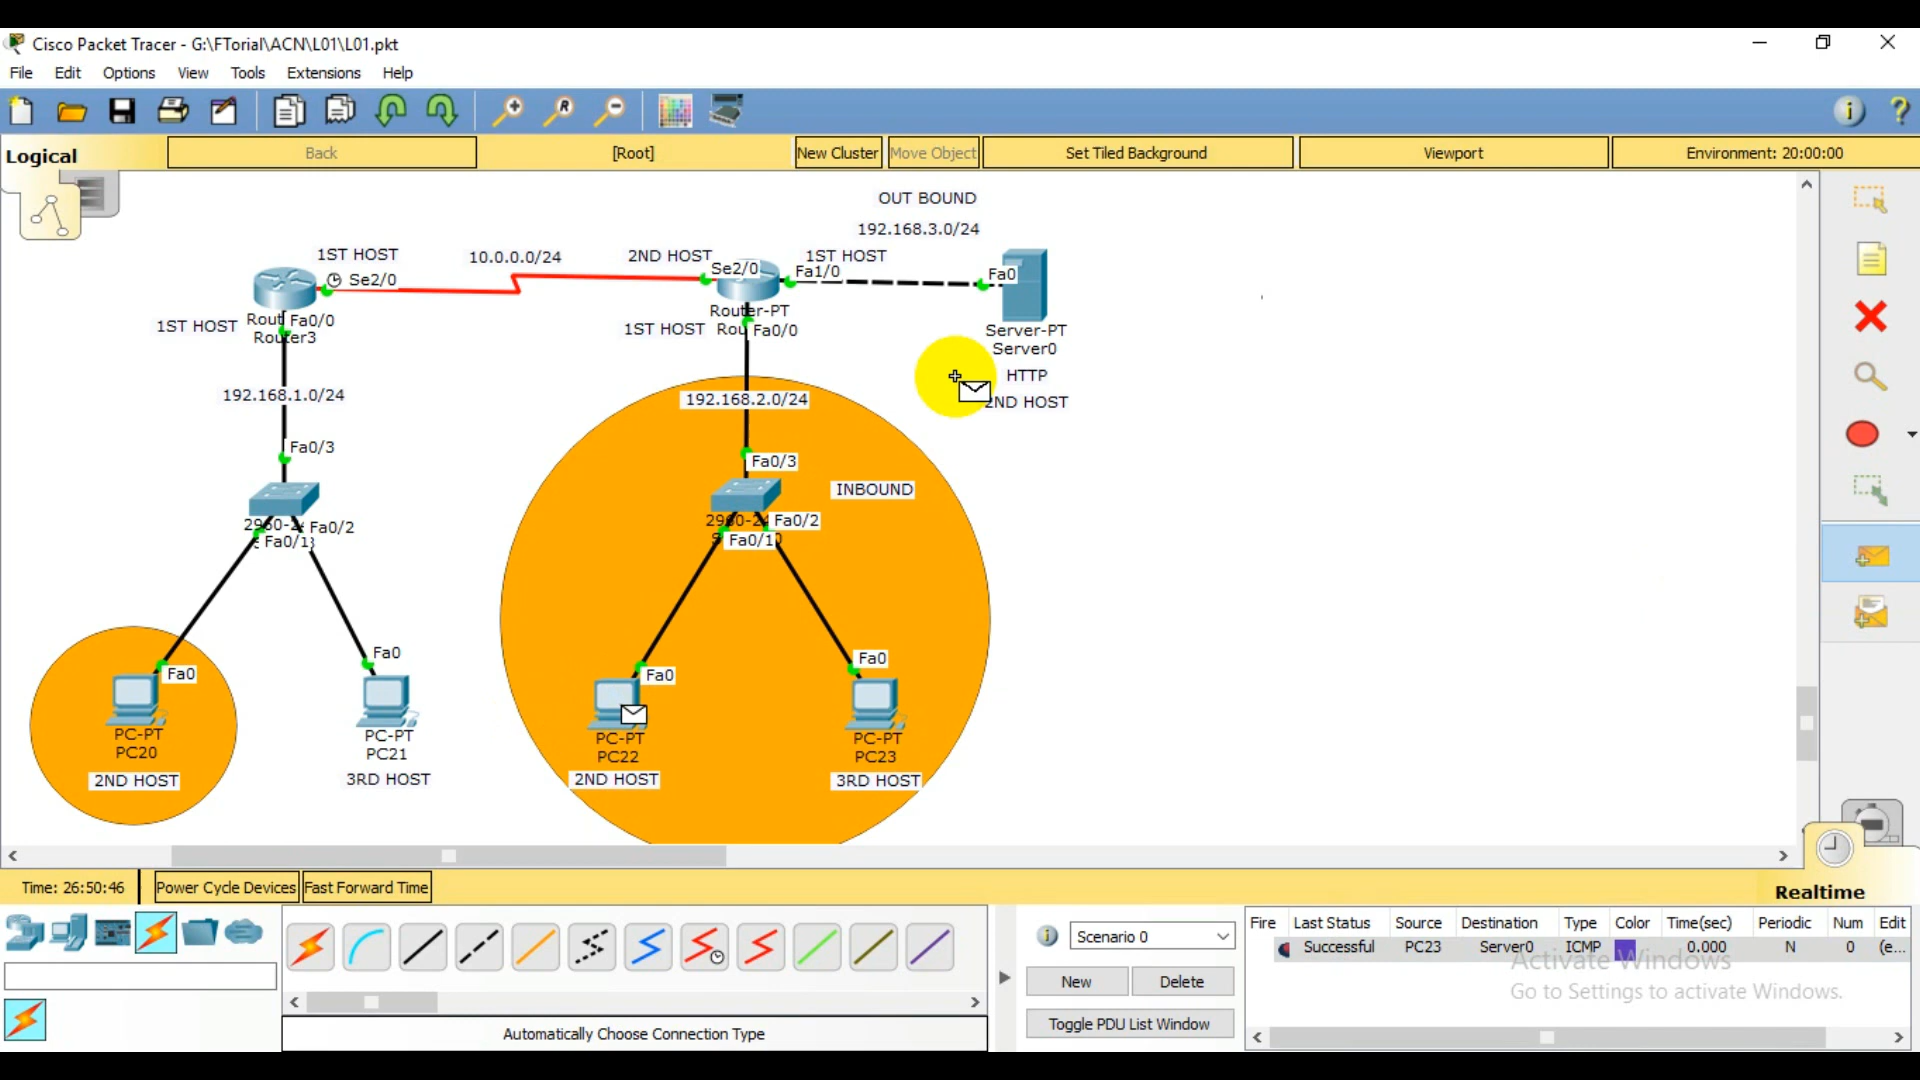 Cisco Packet Tracer - G:\FTorial\ACN\L01\L01.pkt
File Edit Options View Tools Extensions Help
Logical Back [Root] New Cluster Move Object Set Tiled Background Viewport Environment: 20:00:00
OUT BOUND
192.168.3.0/24
1ST HOST 10.0.0.0/24 2ND HOST 1ST HOST
Se2/0 Se2/0 Fa1/0 Fa0
Router-PT
1ST HOST Rout Fa0/0 1ST HOST Rou Fa0/0 Server-PT
Router3 Server0
HTTP
192.168.1.0/24 192.168.2.0/24 2ND HOST
Fa0/3 Fa0/3
INBOUND
Fa0/2 Fa0/2
Fa0/1 Fa0/1
Fa0 Fa0 Fa0 Fa0
PC-PT PC-PT PC-PT PC-PT
PC20 PC21 PC22 PC23
2ND HOST 3RD HOST 2ND HOST 3RD HOST
Time: 26:50:46 Power Cycle Devices Fast Forward Time Realtime
Scenario 0 Fire Last Status Source Destination Type Color Time(sec) Periodic Num Edit
Successful PC23 Server0 ICMP 0.000 N 0 (e...
New Delete
Toggle PDU List Window
Automatically Choose Connection Type
Activate Windows
Go to Settings to activate Windows.